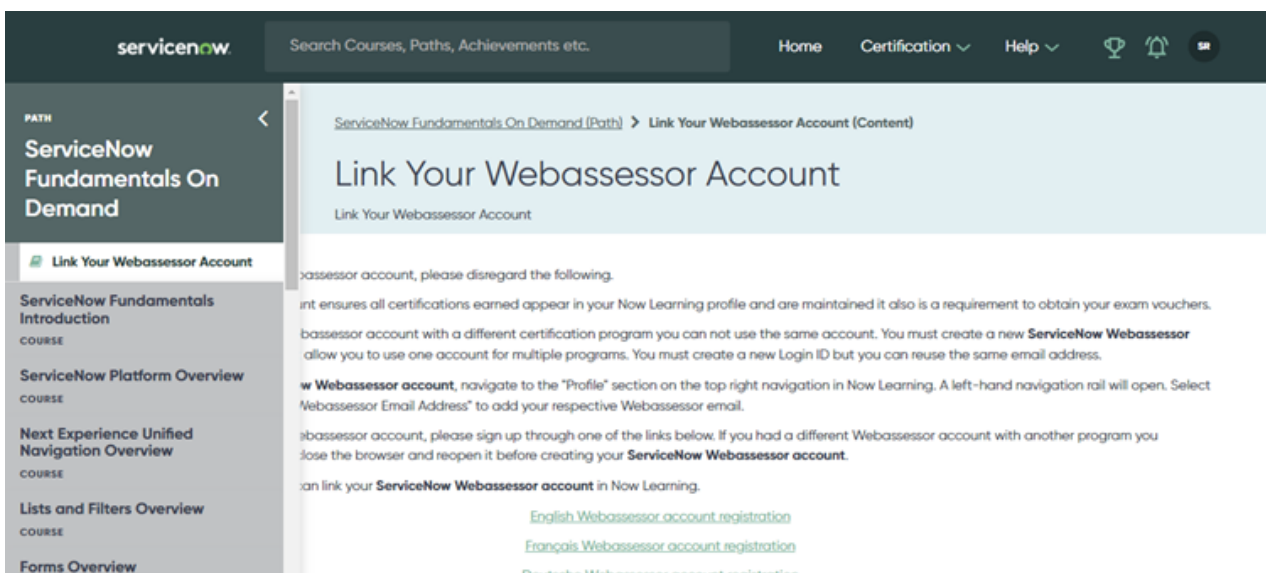 servicenow.
Search Courses, Paths, Achievements etc.
Home
Certification
Help
SR
PATH
ServiceNow
Fundamentals On
Demand
Link Your Webassessor Account
ServiceNow Fundamentals
Introduction
COURSE
ServiceNow Platform Overview
COURSE
Next Experience Unified
Navigation Overview
COURSE
Lists and Filters Overview
COURSE
Forms Overview
ServiceNow Fundamentals On Demand (Path) > Link Your Webassessor Account (Content)
Link Your Webassessor Account
Link Your Webassessor Account
account, please disregard the following.
ensures all certifications earned appear in your Now Learning profile and are maintained it also is a requirement to obtain your exam vouchers.
account with a different certification program you can not use the same account. You must create a new ServiceNow Webassessor
allow you to use one account for multiple programs. You must create a new Login ID but you can reuse the same email address.
w Webassessor account, navigate to the "Profile" section on the top right navigation in Now Learning. A left-hand navigation rail will open. Select
Webassessor Email Address" to add your respective Webassessor email.
account, please sign up through one of the links below. If you had a different Webassessor account with another program you
close the browser and reopen it before creating your ServiceNow Webassessor account.
can link your ServiceNow Webassessor account in Now Learning.
English Webassessor account registration
Français Webassessor account registration
Deutsche Webassessor account registration